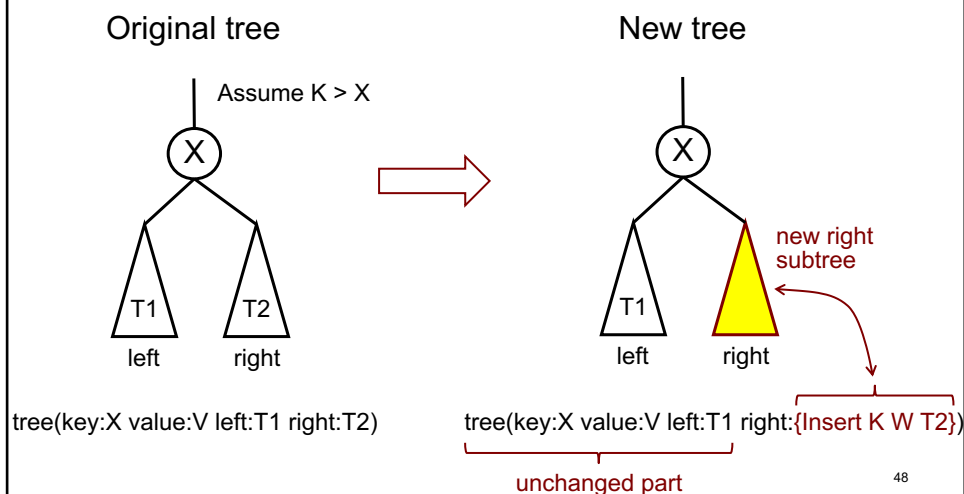 Original tree
New tree
Assume K > X
X
X
new right
subtree
T1
T2
T1
left
right
left
right
tree(key:X value:V left:T1 right:T2)
tree(key:X value:V left:T1 right:{Insert K W T2})
unchanged part
48